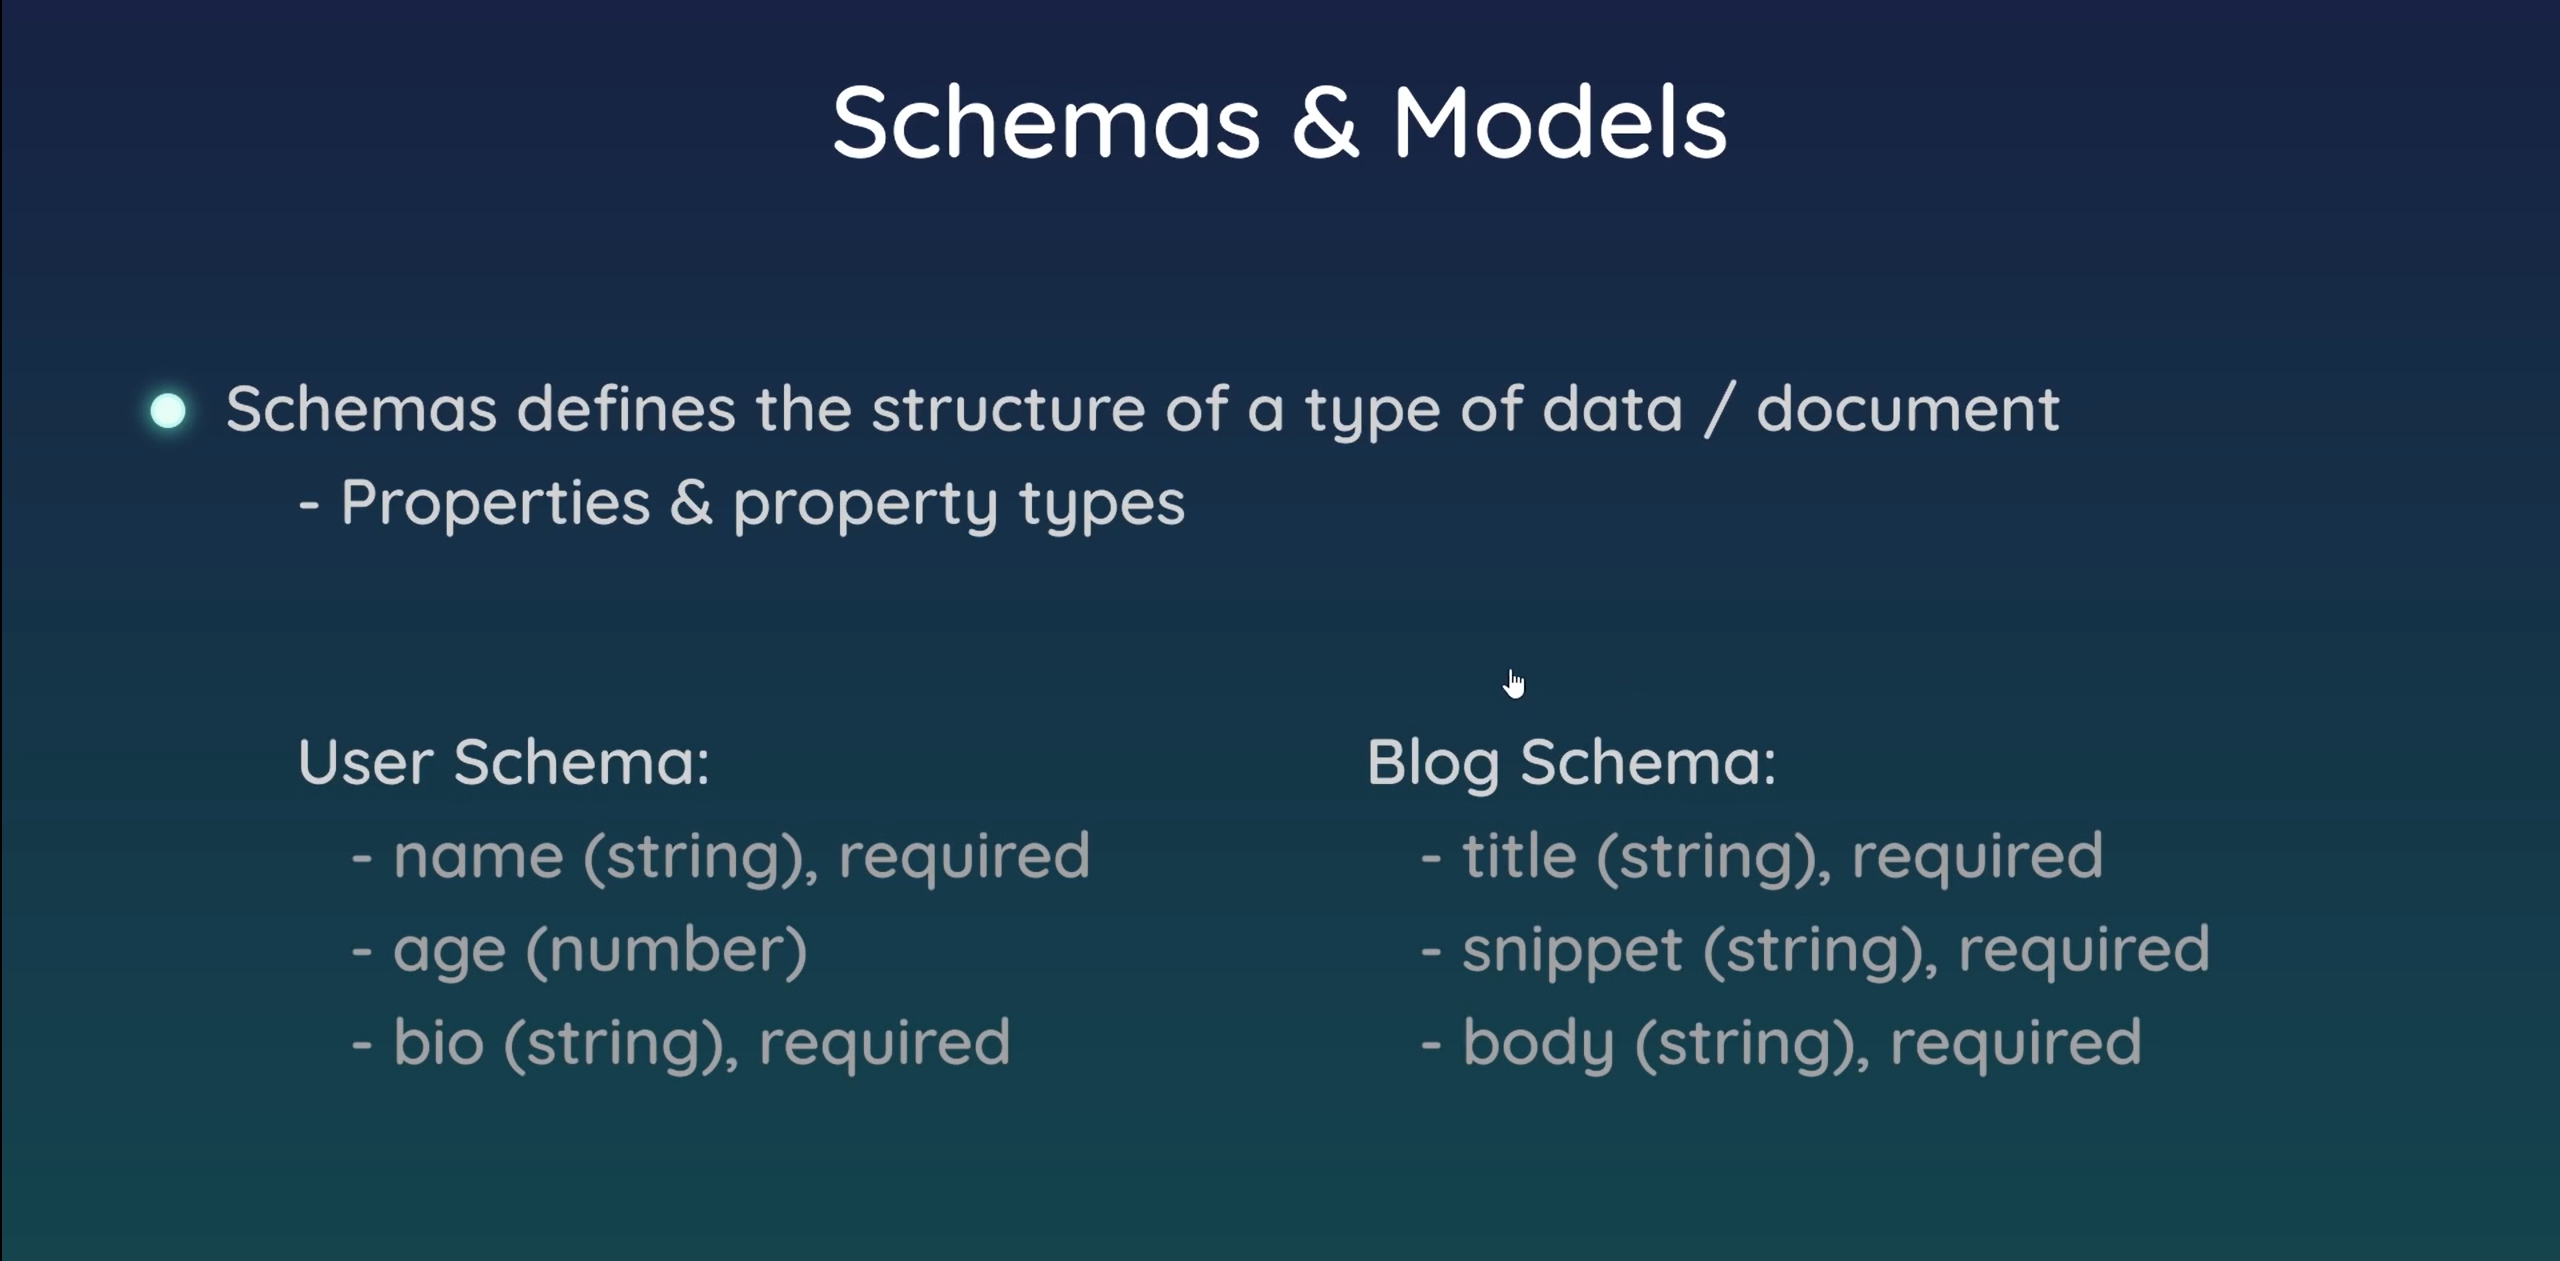 Schemas & Models
Schemas defines the structure of a type of data / document
- Properties & property types
User Schema:
- name (string), required
- age (number)
- bio (string), required
Blog Schema:
- title (string), required
- snippet (string), required
- body (string), required